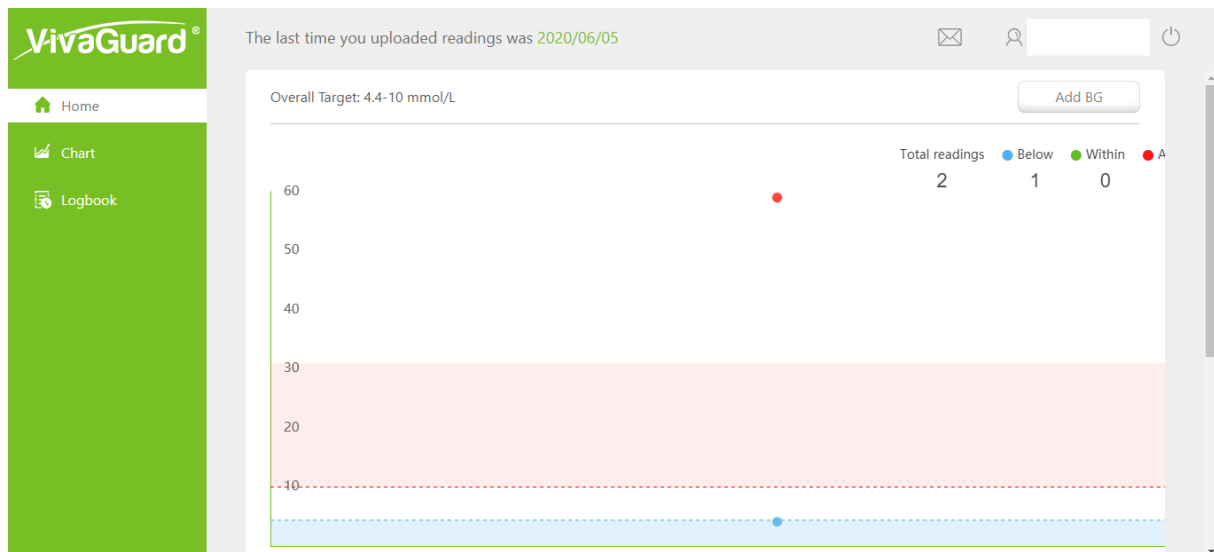 VivaGuard®
The last time you uploaded readings was 2020/06/05
Home
Chart
Logbook
Overall Target: 4.4-10 mmol/L
Add BG
Total readings Below Within A
2 1 0
60
50
40
30
20
10